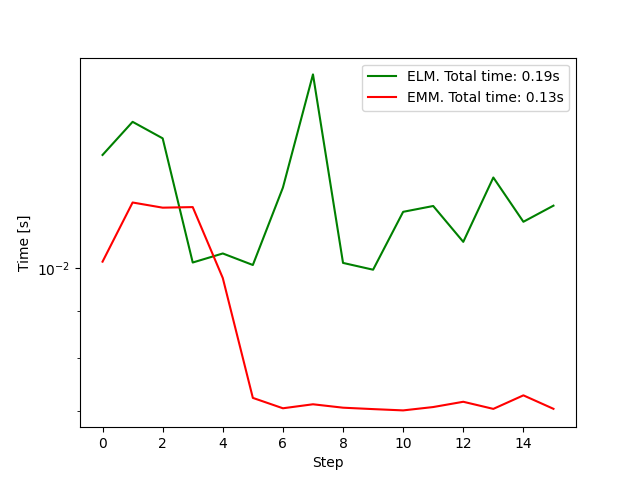 ELM. Total time: 0.19s
EMM. Total time: 0.13s
Time [s]
10⁻²
0 2 4 6 8 10 12 14
Step